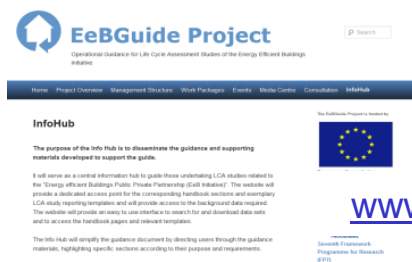 EeBGuide Project
Operational Guidance for Life Cycle Assessment Studies of the Energy Efficient Buildings
Initiative
Search
Home Project Overview Management Structure Work Packages Events Media Centre Consultation InfoHub
InfoHub
The purpose of the Info Hub is to disseminate the guidance and supporting
materials developed to support the guide.
It will serve as a central information hub to guide those undertaking LCA studies related to
the "Energy efficient Buildings Public Private Partnership (EeB Initiative)". The website will
provide a dedicated access point for the corresponding handbook sections and exemplary
LCA study reporting templates and will provide access to the background data required.
The website will provide an easy to use interface to search for and download data sets
and to access the handbook pages and relevant templates.
The Info Hub will simplify the guidance document by directing users through the guidance
materials, highlighting specific sections according to their purpose and requirements.
The EeBGuide Project is funded by
www
Seventh Framework
Programme for Research
(FP7)